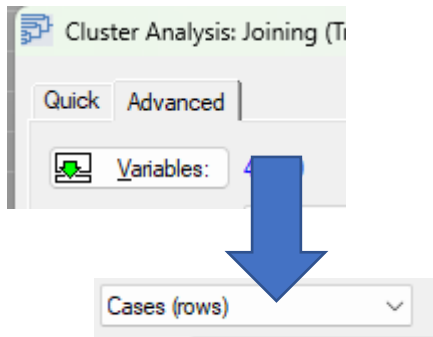 Cluster Analysis: Joining (Tr
Quick Advanced
Variables:
Cases (rows)